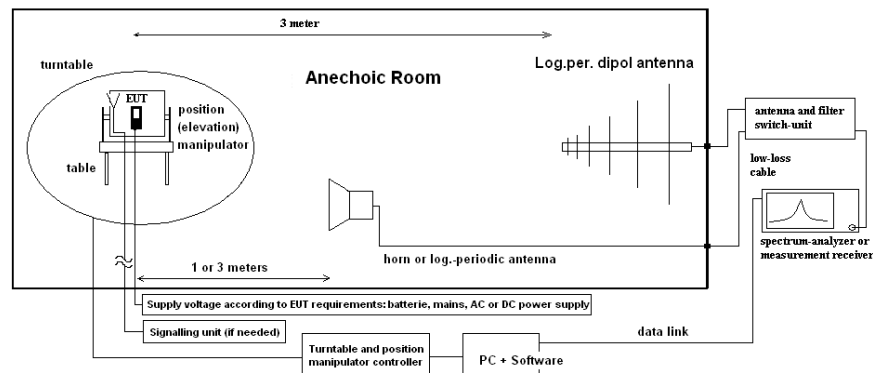 3 meter
turntable
Anechoic Room
Log.per. dipol antenna
EUT
position
(elevation)
manipulator
table
antenna and filter
switch-unit
low-loss
cable
spectrum-analyzer or
measurement receiver
horn or log.-periodic antenna
1 or 3 meters
Supply voltage according to EUT requirements: batterie, mains, AC or DC power supply
Signalling unit (if needed)
data link
Turntable and position
manipulator controller
PC + Software